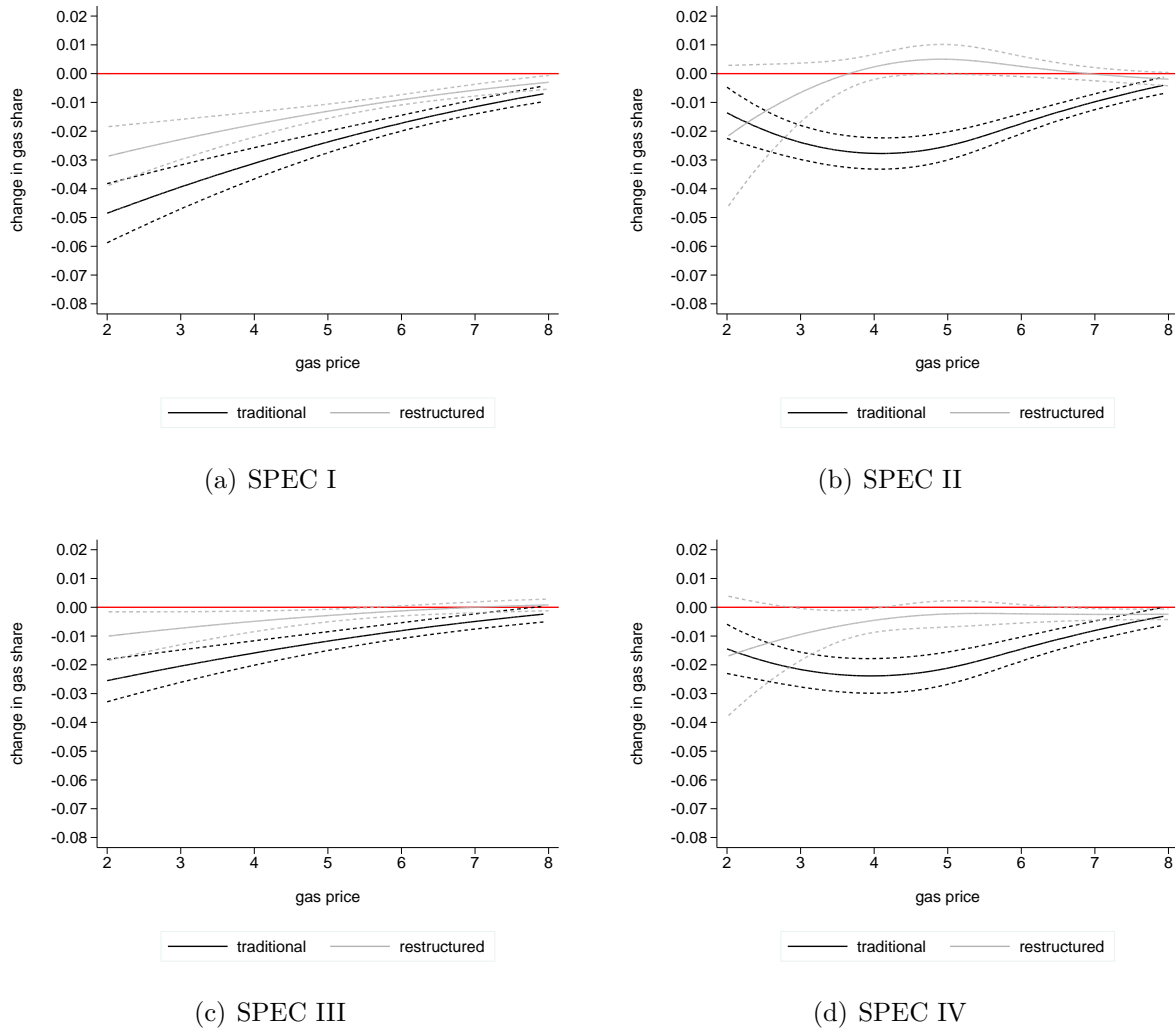 0.02
0.01
0.00
-0.01
-0.02
-0.03
-0.04
-0.05
-0.06
-0.07
-0.08
change in gas share
2 3 4 5 6 7 8
gas price
traditional restructured
(a) SPEC I
0.02
0.01
0.00
-0.01
-0.02
-0.03
-0.04
-0.05
-0.06
-0.07
-0.08
change in gas share
2 3 4 5 6 7 8
gas price
traditional restructured
(b) SPEC II
0.02
0.01
0.00
-0.01
-0.02
-0.03
-0.04
-0.05
-0.06
-0.07
-0.08
change in gas share
2 3 4 5 6 7 8
gas price
traditional restructured
(c) SPEC III
0.02
0.01
0.00
-0.01
-0.02
-0.03
-0.04
-0.05
-0.06
-0.07
-0.08
change in gas share
2 3 4 5 6 7 8
gas price
traditional restructured
(d) SPEC IV